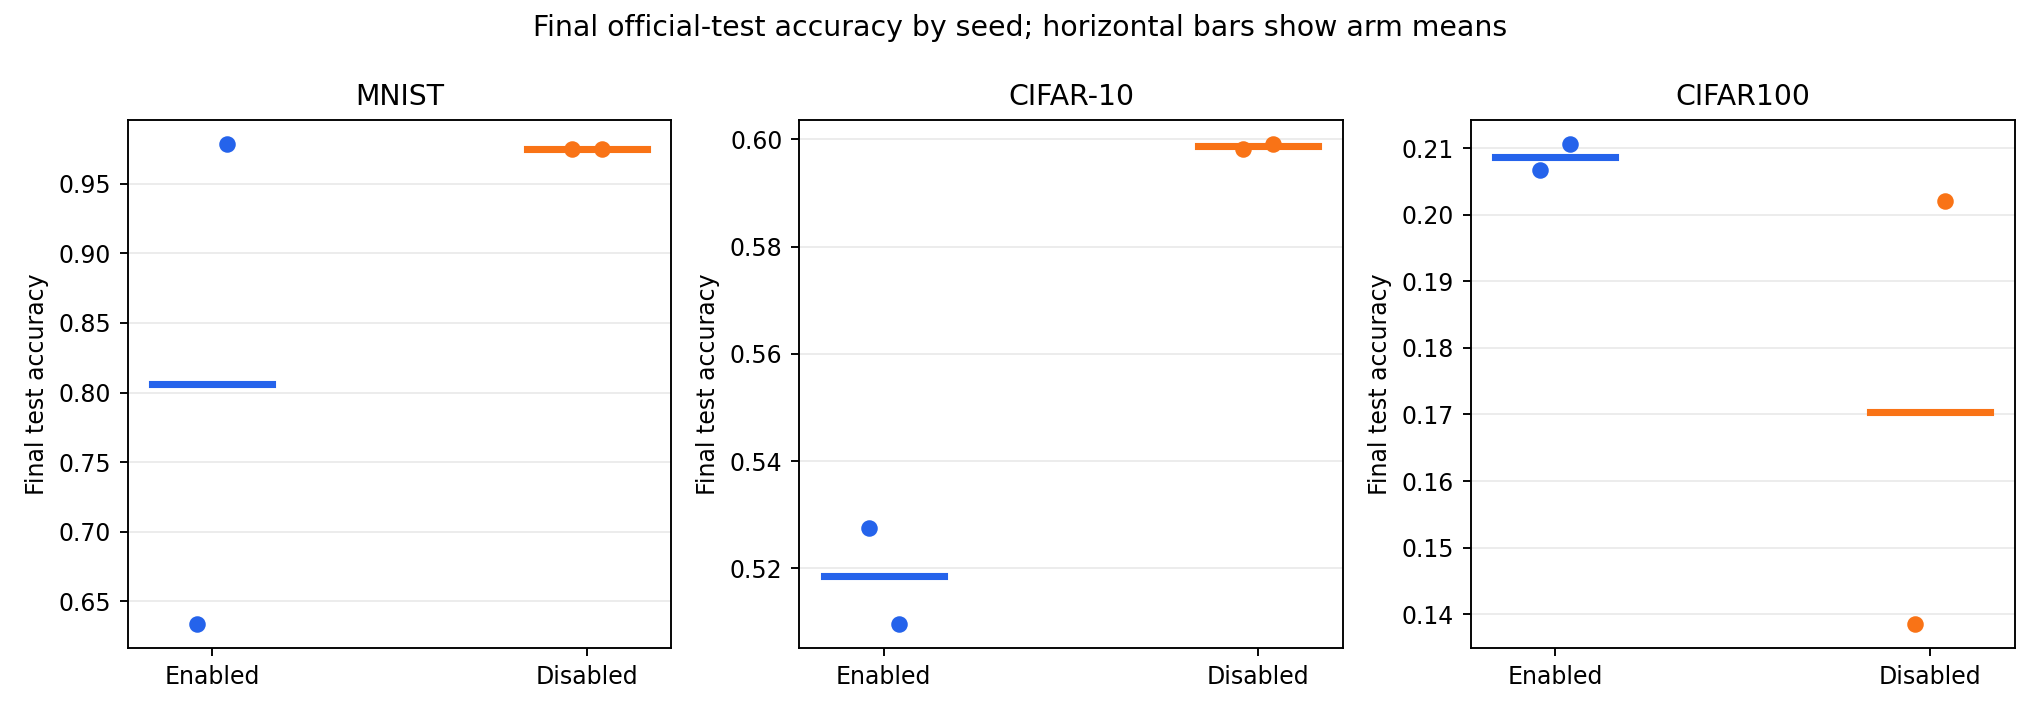 Final official-test accuracy by seed; horizontal bars show arm means
MNIST
Final test accuracy
0.95
0.90
0.85
0.80
0.75
0.70
0.65
Enabled
Disabled
CIFAR-10
Final test accuracy
0.60
0.58
0.56
0.54
0.52
Enabled
Disabled
CIFAR100
Final test accuracy
0.21
0.20
0.19
0.18
0.17
0.16
0.15
0.14
Enabled
Disabled